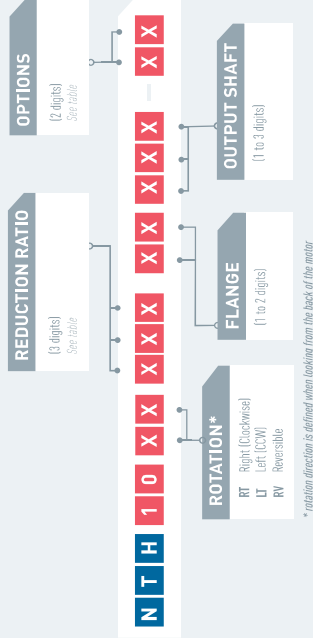 REDUCTION RATIO
(3 digits)
See table
OPTIONS
(2 digits)
See table
N T H 1 0 X X X X X X X X X X — X X
ROTATION*
RT Right (Clockwise)
LT Left (CCW)
RV Reversible
FLANGE
(1 to 2 digits)
OUTPUT SHAFT
(1 to 3 digits)
* rotation direction is defined when looking from the back of the motor